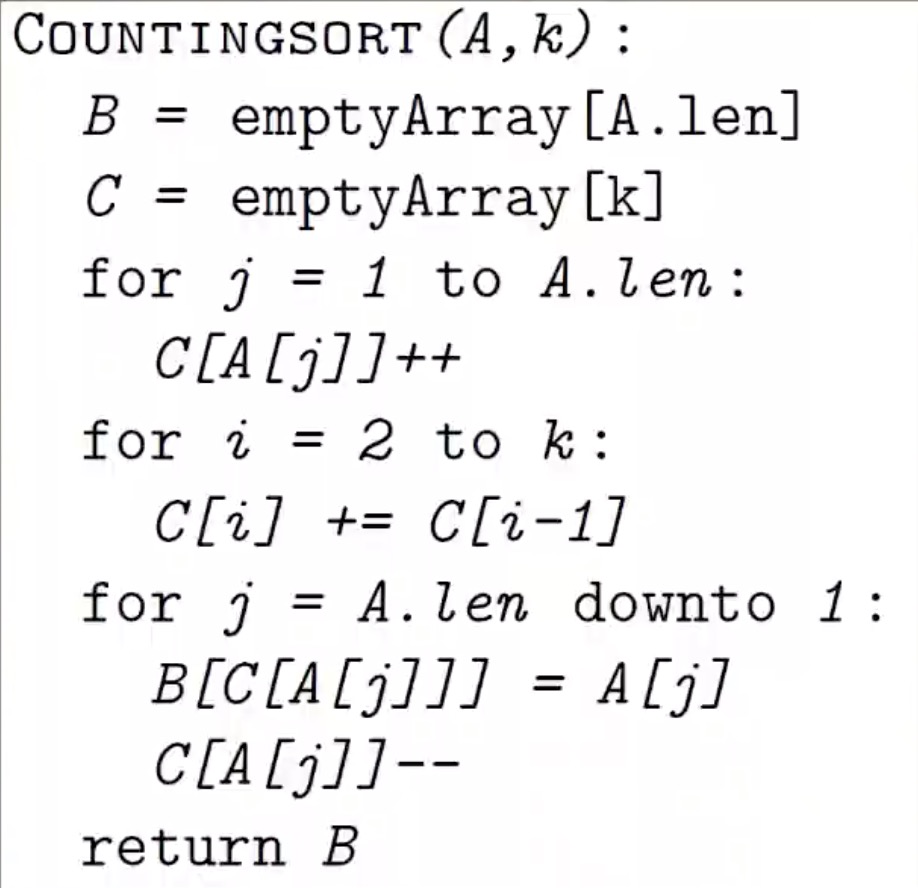 COUNTINGSORT(A,k):
B = emptyArray[A.len]
C = emptyArray[k]
for j = 1 to A.len:
C[A[j]]++
for i = 2 to k:
C[i] += C[i-1]
for j = A.len downto 1:
B[C[A[j]]] = A[j]
C[A[j]]--
return B